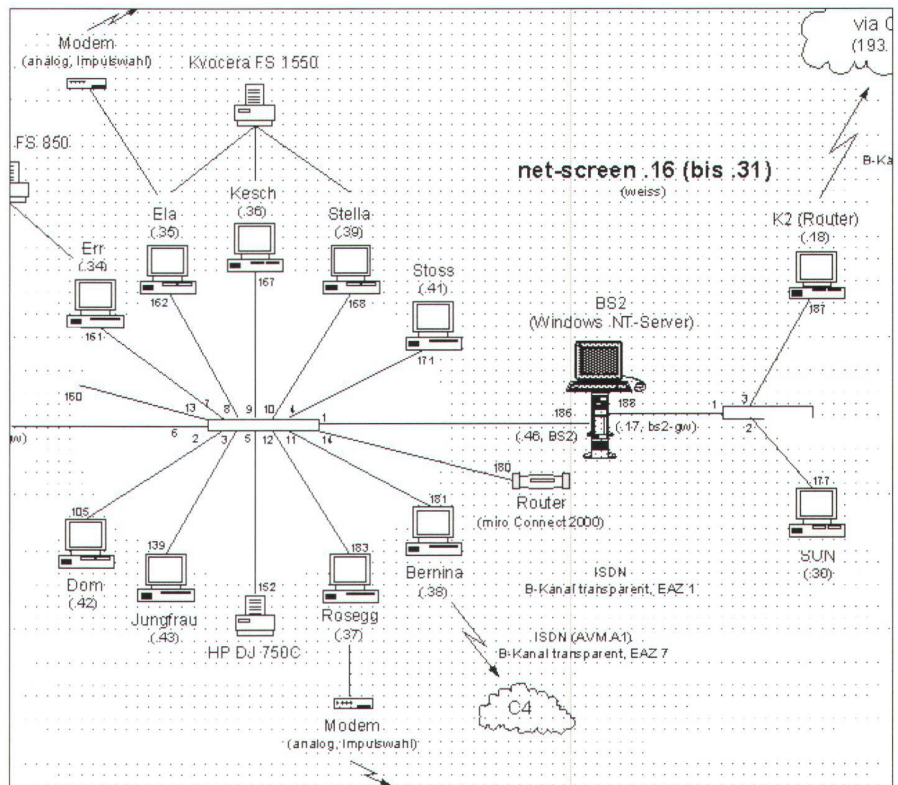 Modem
(analog, Impulswahl)
Kyocera FS 1550
via
(193.
FS 850
B-Ka
net-screen .16 (bis .31)
(weiss)
Err
(.34)
Ela
(.35)
Kesch
(.36)
Stella
(.39)
Stoss
(.41)
K2 (Router)
(.18)
BS2
(Windows NT-Server)
161
162
167
168
171
187
160
13
7
8
9
10
4
1
186
188
1
3
6
2
3
5
12
11
14
(.46, BS2)
(.17, bs2-gw)
2
180
Router
(miro Connect2000)
105
139
152
183
181
177
Dom
(.42)
Jungfrau
(.43)
HP DJ 750C
Rosegg
(.37)
Bernina
(.38)
SUN
(.30)
ISDN
B-Kanal transparent, EAZ 1
ISDN (AVM A1)
B-Kanal transparent, EAZ 7
C4
Modem
(analog, Impulswahl)